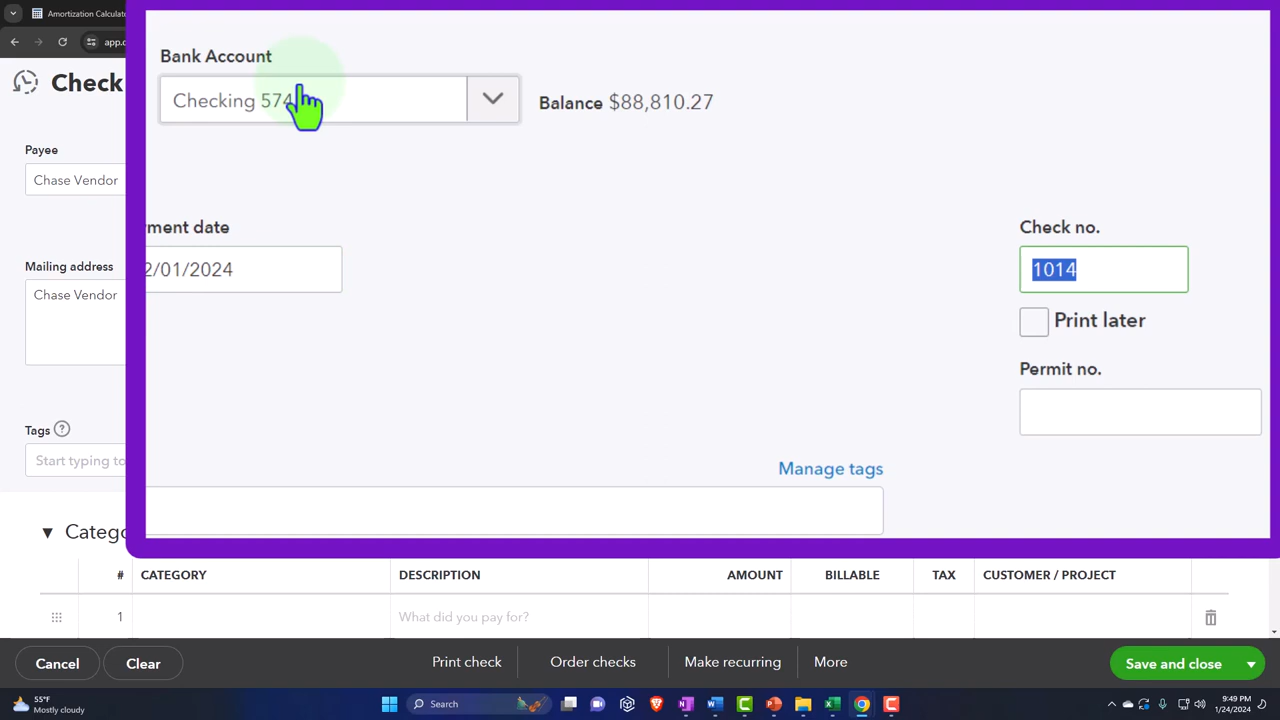 Amortization Calculate
app.c
Check
Bank Account
Checking 574
Balance $88,810.27
Payee
Chase Vendor
ment date
2/01/2024
Check no.
1014
Print later
Mailing address
Chase Vendor
Permit no.
Tags ?
Manage tags
Start typing to
▼ Catego
# CATEGORY DESCRIPTION AMOUNT BILLABLE TAX CUSTOMER / PROJECT
1 What did you pay for?
Cancel Clear Print check Order checks Make recurring More Save and close
55°F
Mostly cloudy
Search
9:49 PM
1/24/2024